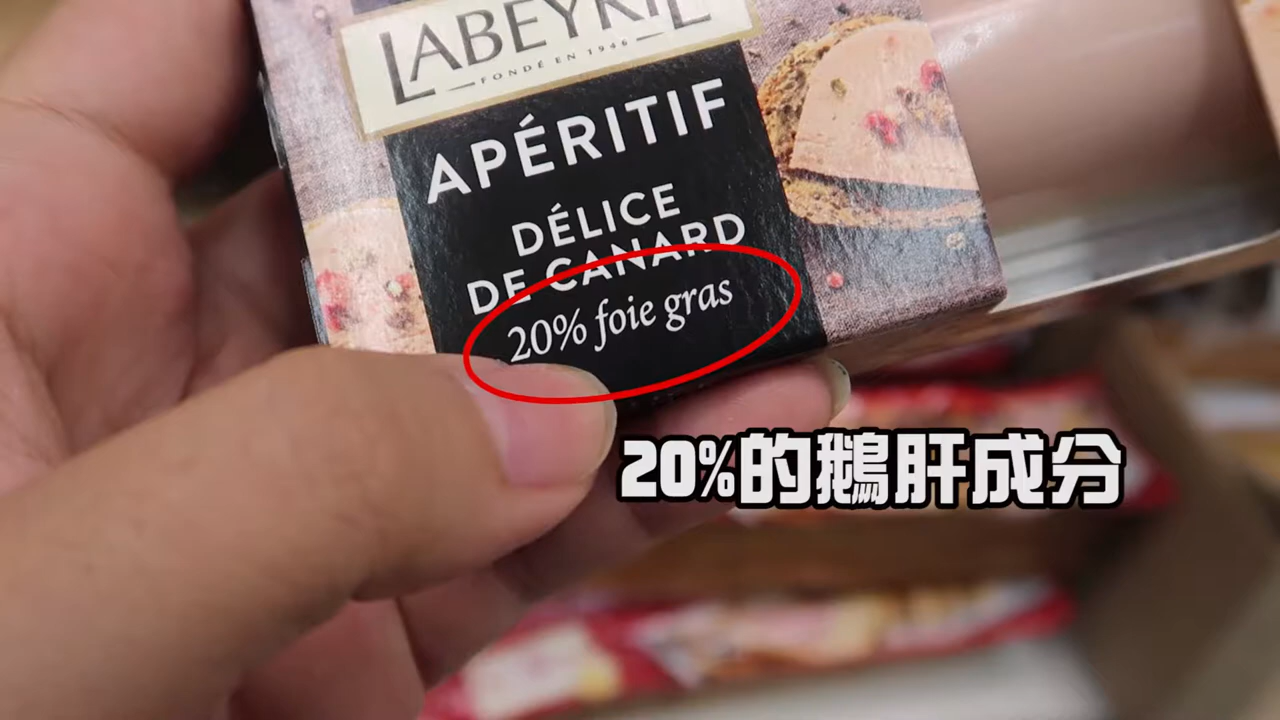 LABEYRIE
FONDÉ EN 1946
APÉRITIF
DÉLICE
DE CANARD
20% foie gras
20%的鵝肝成分